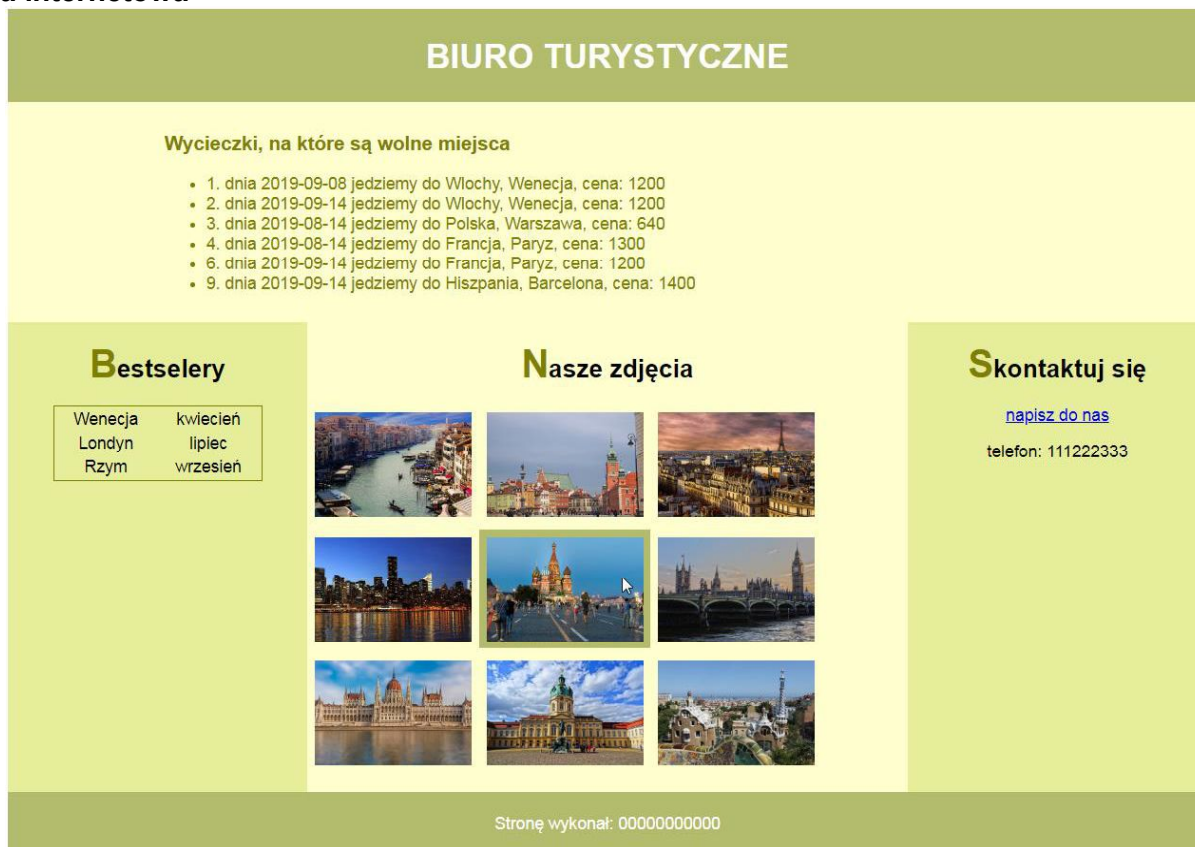 BIURO TURYSTYCZNE
Wycieczki, na które są wolne miejsca
1. dnia 2019-09-08 jedziemy do Wlochy, Wenecja, cena: 1200
2. dnia 2019-09-14 jedziemy do Wlochy, Wenecja, cena: 1200
3. dnia 2019-08-14 jedziemy do Polska, Warszawa, cena: 640
4. dnia 2019-08-14 jedziemy do Francja, Paryz, cena: 1300
6. dnia 2019-09-14 jedziemy do Francja, Paryz, cena: 1200
9. dnia 2019-09-14 jedziemy do Hiszpania, Barcelona, cena: 1400
Bestselery
Wenecja kwiecień
Londyn lipiec
Rzym wrzesień
Nasze zdjęcia
Skontaktuj się
napisz do nas
telefon: 111222333
Stronę wykonał: 00000000000